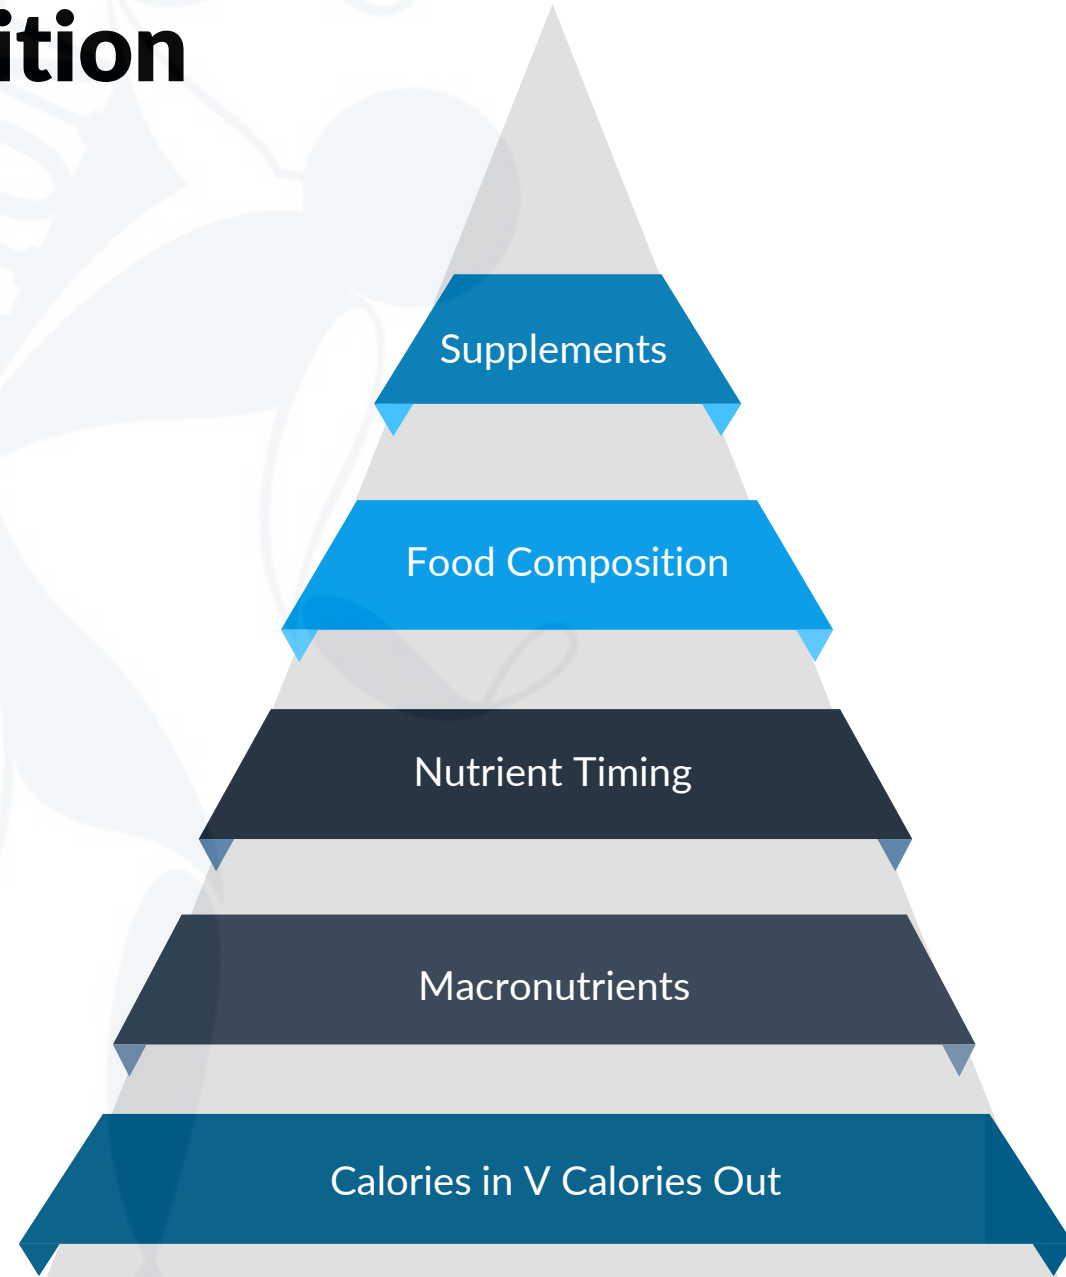 ition
Supplements
Food Composition
Nutrient Timing
Macronutrients
Calories in V Calories Out